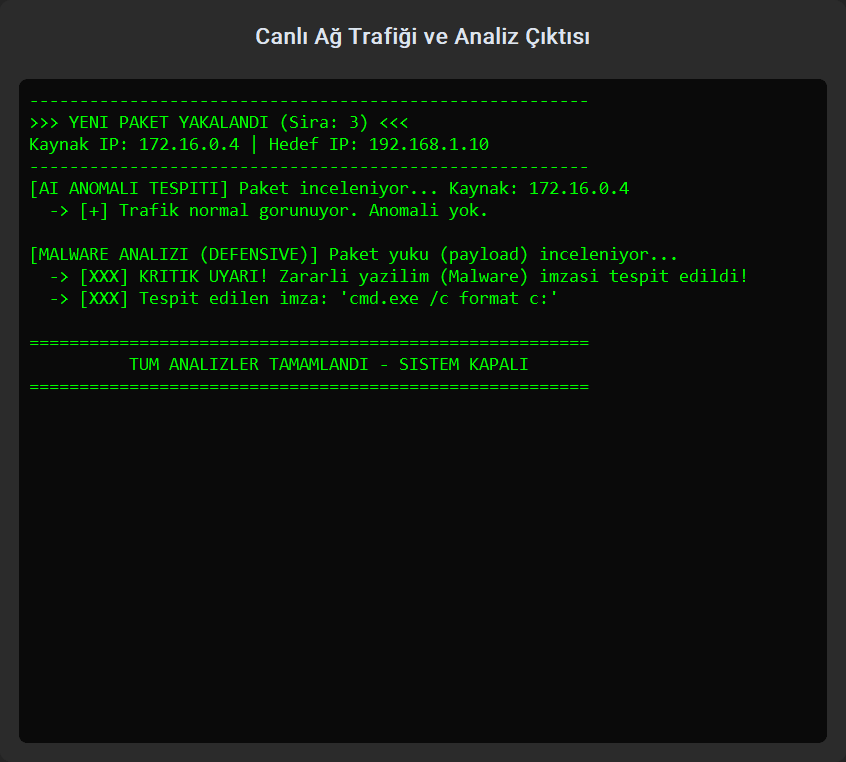 Canlı Ağ Trafiği ve Analiz Çıktısı
--------------------------------------------------------
>>> YENI PAKET YAKALANDI (Sira: 3) <<<
Kaynak IP: 172.16.0.4 | Hedef IP: 192.168.1.10
--------------------------------------------------------
[AI ANOMALI TESPITI] Paket inceleniyor... Kaynak: 172.16.0.4
  -> [+] Trafik normal gorunuyor. Anomali yok.
[MALWARE ANALIZI (DEFENSIVE)] Paket yuku (payload) inceleniyor...
  -> [XXX] KRITIK UYARI! Zararli yazilim (Malware) imzasi tespit edildi!
  -> [XXX] Tespit edilen imza: 'cmd.exe /c format c:'
========================================================
          TUM ANALIZLER TAMAMLANDI - SISTEM KAPALI
========================================================